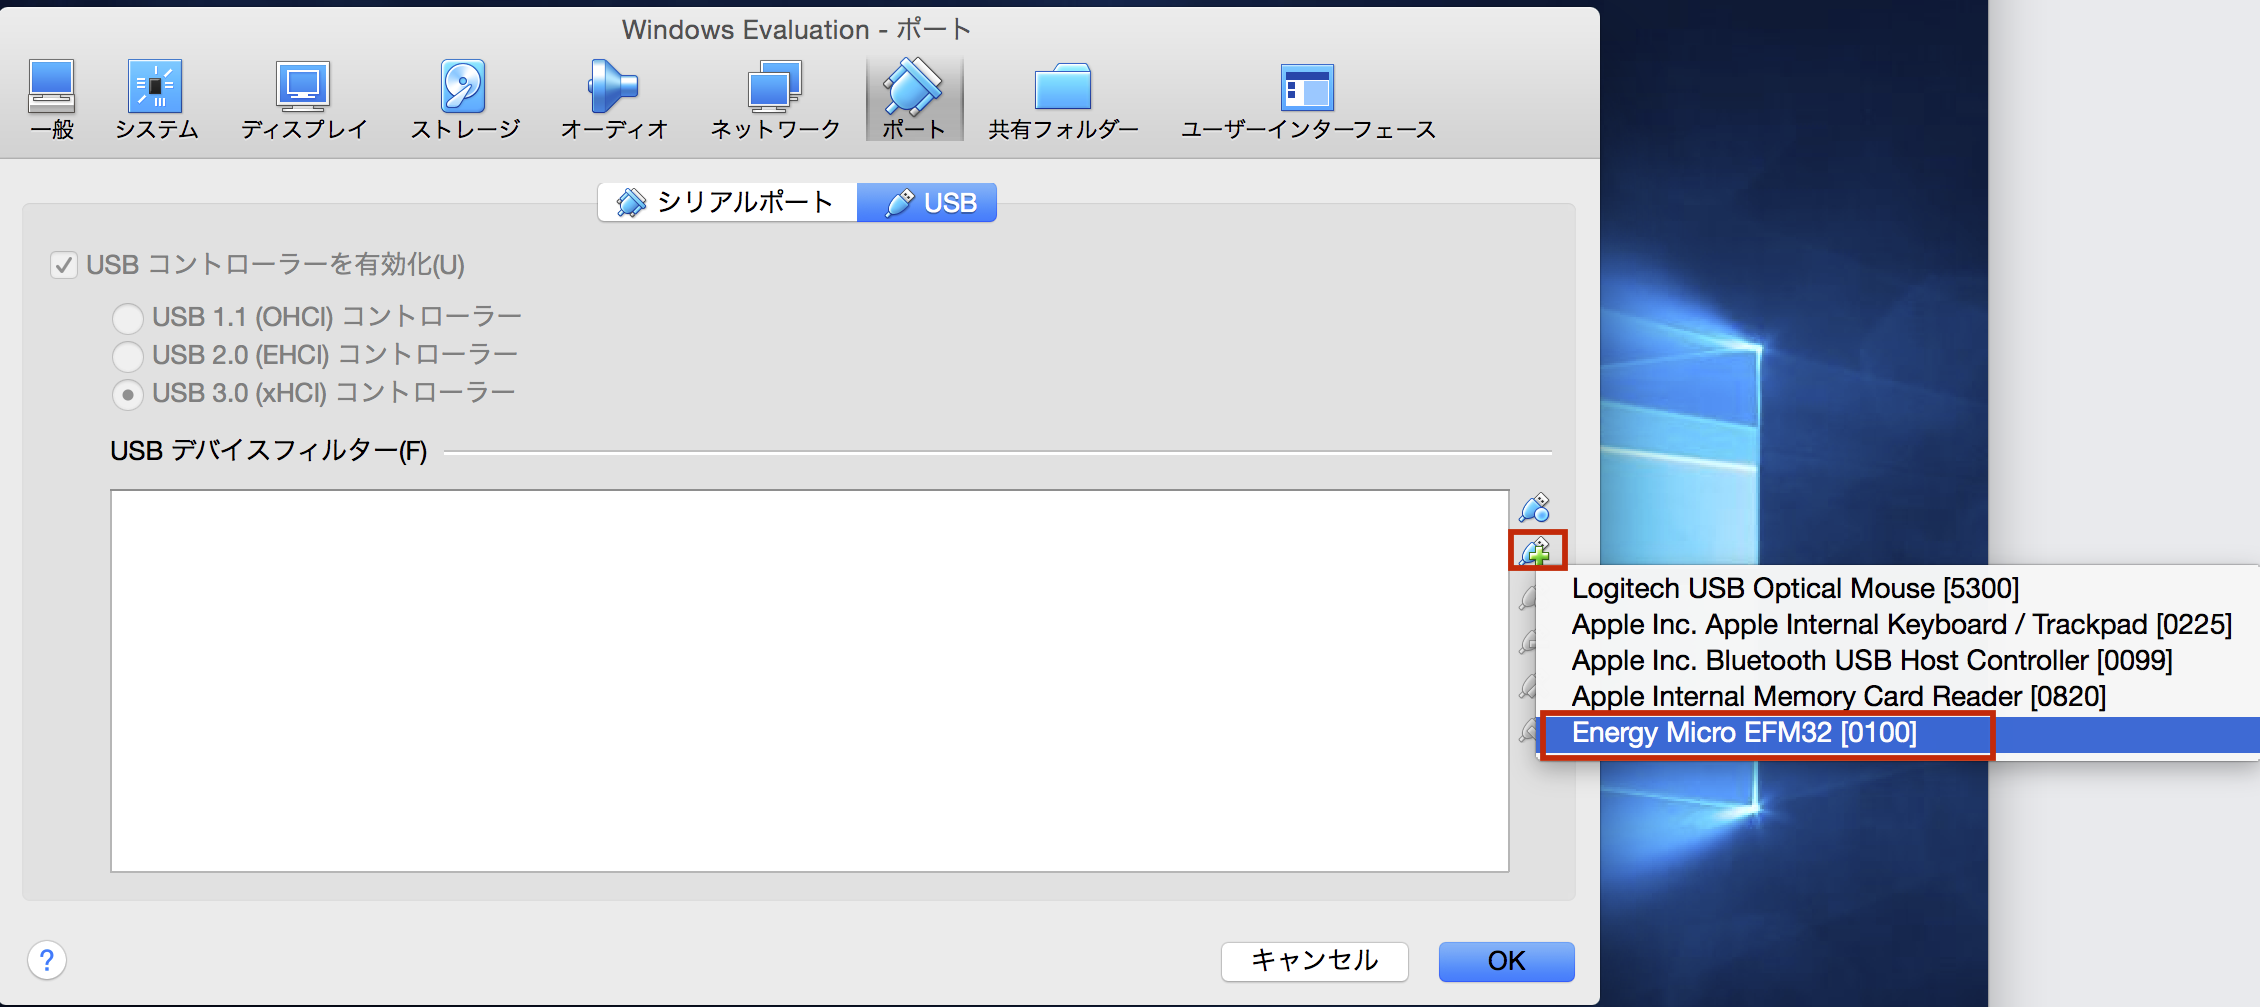 Windows Evaluation - ポート
一般 システム ディスプレイ ストレージ オーディオ ネットワーク ポート 共有フォルダー ユーザーインターフェース
シリアルポート USB
USB コントローラーを有効化(U)
USB 1.1 (OHCI) コントローラー
USB 2.0 (EHCI) コントローラー
USB 3.0 (xHCI) コントローラー
USB デバイスフィルター(F)
Logitech USB Optical Mouse [5300]
Apple Inc. Apple Internal Keyboard / Trackpad [0225]
Apple Inc. Bluetooth USB Host Controller [0099]
Apple Internal Memory Card Reader [0820]
Energy Micro EFM32 [0100]
? キャンセル OK